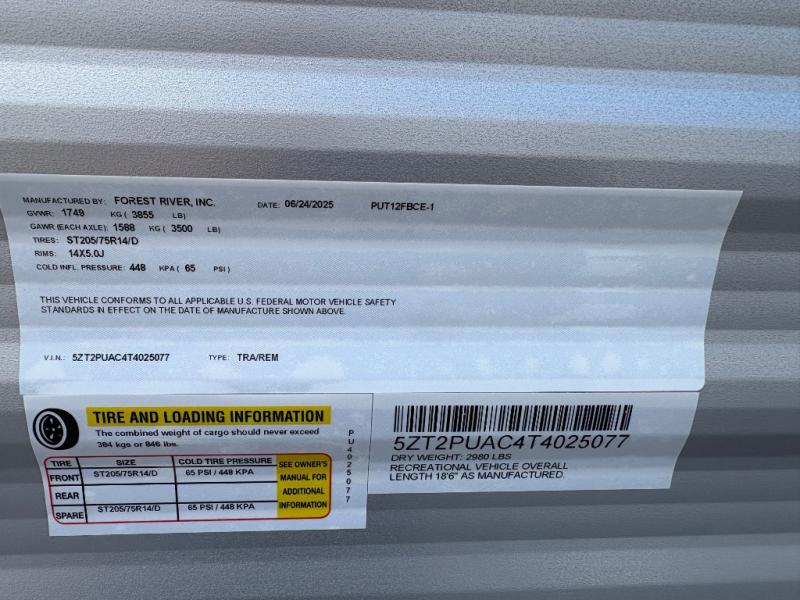 MANUFACTURED BY: FOREST RIVER, INC. DATE: 06/24/2025 PUT12FBCE-1
GVWR: 1749 KG ( 3855 LB)
GAWR (EACH AXLE): 1588 KG ( 3500 LB)
TIRES: ST205/75R14/D
RIMS: 14X5.0J
COLD INFL. PRESSURE: 448 KPA ( 65 PSI )
THIS VEHICLE CONFORMS TO ALL APPLICABLE U.S. FEDERAL MOTOR VEHICLE SAFETY
STANDARDS IN EFFECT ON THE DATE OF MANUFACTURE SHOWN ABOVE.
V.I.N.: 5ZT2PUAC4T4025077 TYPE: TRA/REM
TIRE AND LOADING INFORMATION
The combined weight of cargo should never exceed
384 kgs or 846 lbs.
TIRE SIZE COLD TIRE PRESSURE SEE OWNER'S MANUAL FOR ADDITIONAL INFORMATION
FRONT ST205/75R14/D 65 PSI / 448 KPA
REAR
SPARE ST205/75R14/D 65 PSI / 448 KPA
PU4025077
5ZT2PUAC4T4025077
DRY WEIGHT: 2980 LBS
RECREATIONAL VEHICLE OVERALL
LENGTH 18'6" AS MANUFACTURED.